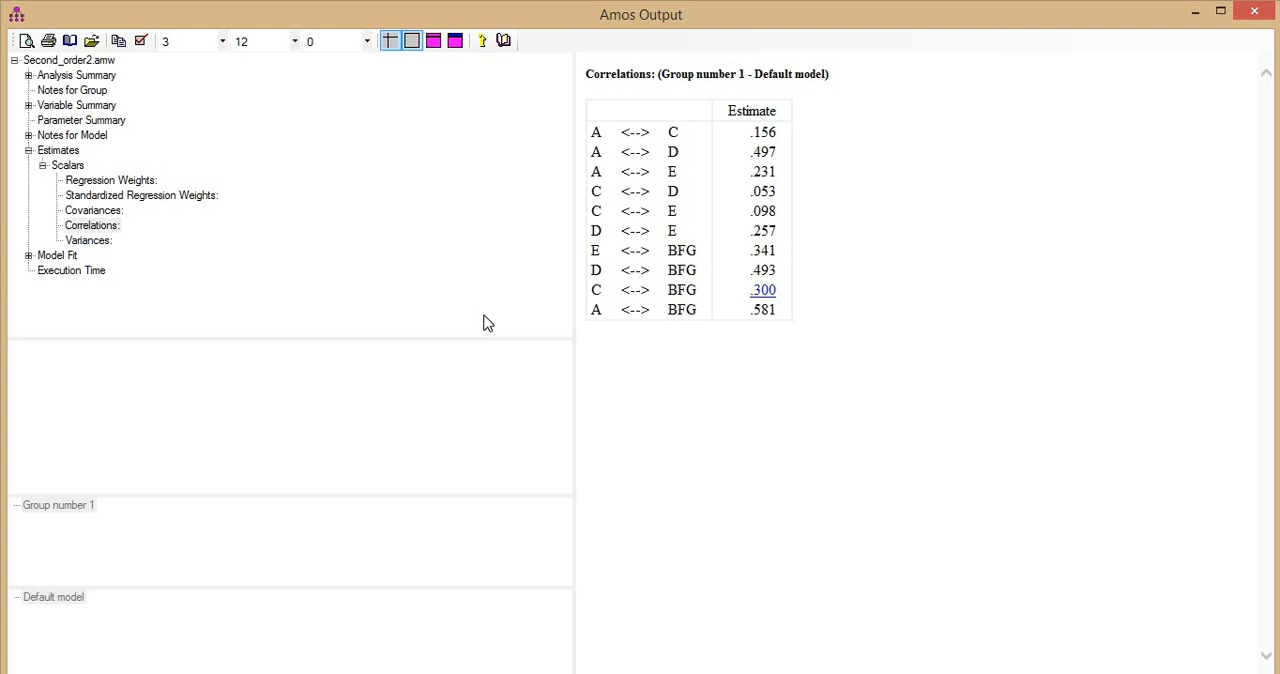 Amos Output
3 12 0
Second_order2.amw
Analysis Summary
Notes for Group
Variable Summary
Parameter Summary
Notes for Model
Estimates
Scalars
Regression Weights:
Standardized Regression Weights:
Covariances:
Correlations:
Variances:
Model Fit
Execution Time
Group number 1
Default model
Correlations: (Group number 1 - Default model)
Estimate
A <--> C .156
A <--> D .497
A <--> E .231
C <--> D .053
C <--> E .098
D <--> E .257
E <--> BFG .341
D <--> BFG .493
C <--> BFG .300
A <--> BFG .581